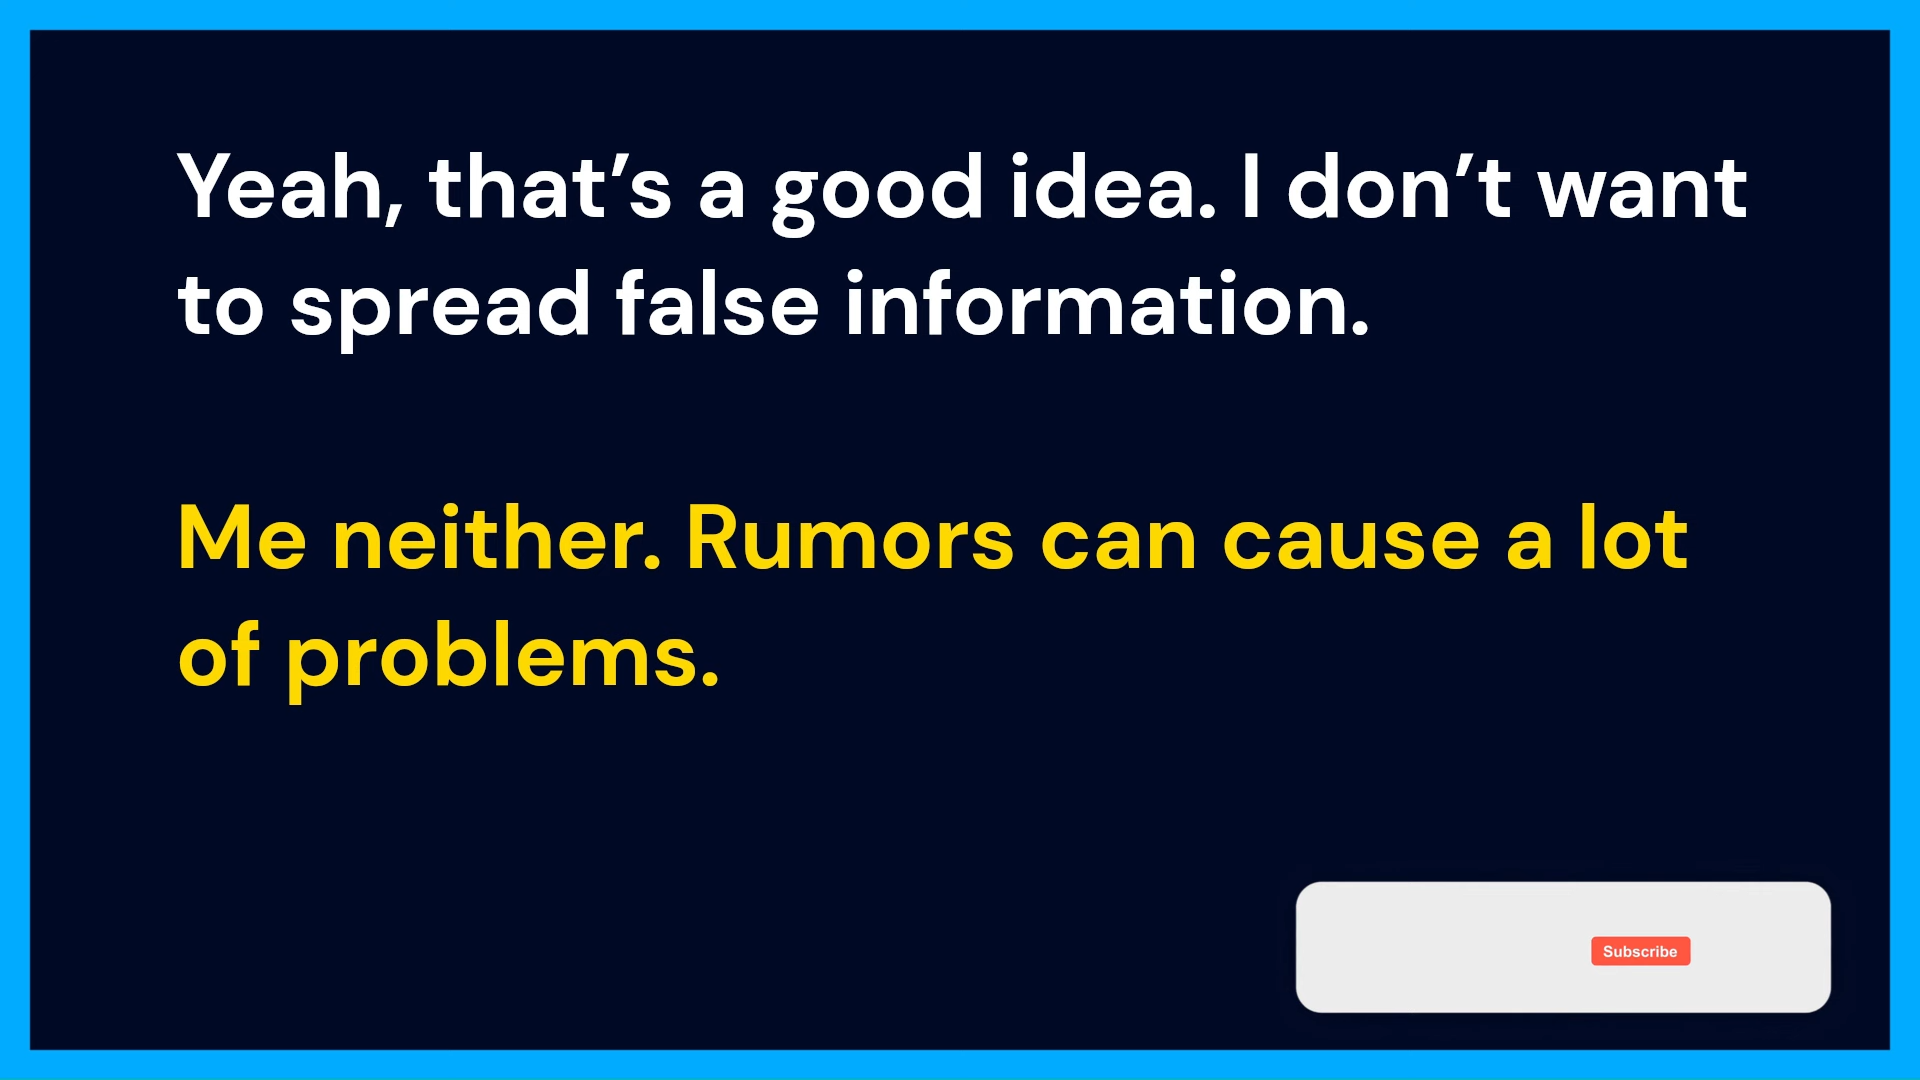 Yeah, that’s a good idea. I don’t want
to spread false information.
Me neither. Rumors can cause a lot
of problems.
Subscribe